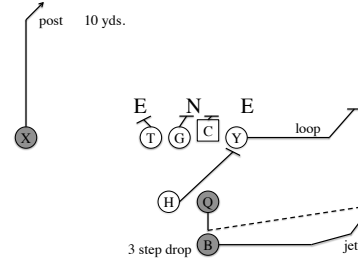 post 10 yds.
E N E
X T G C Y loop
H Q
3 step drop B jet